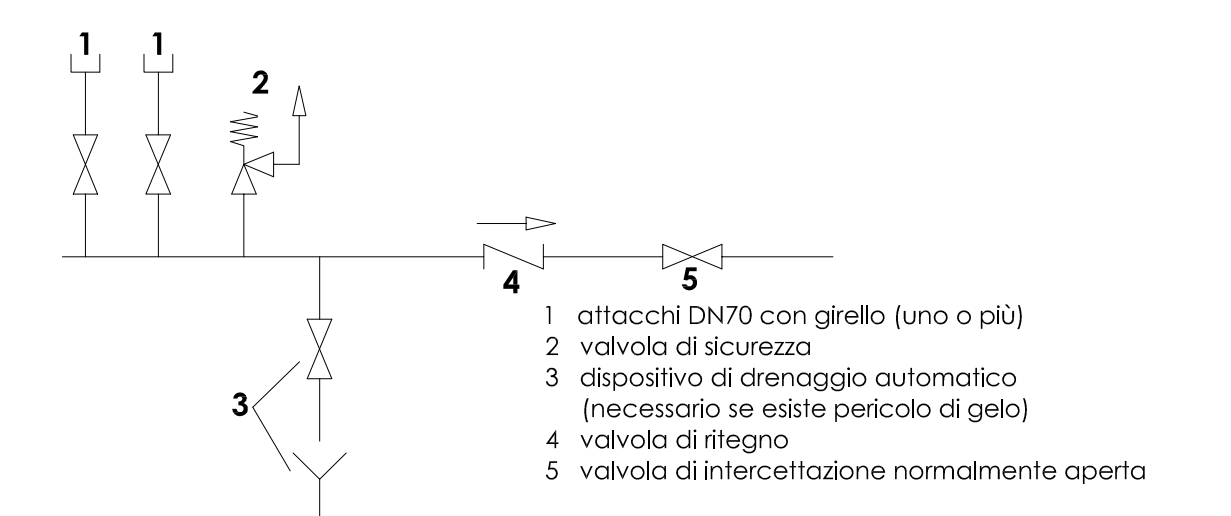 1 1
2
4
5
3
1 attacchi DN70 con girello (uno o più)
2 valvola di sicurezza
3 dispositivo di drenaggio automatico
(necessario se esiste pericolo di gelo)
4 valvola di ritegno
5 valvola di intercettazione normalmente aperta